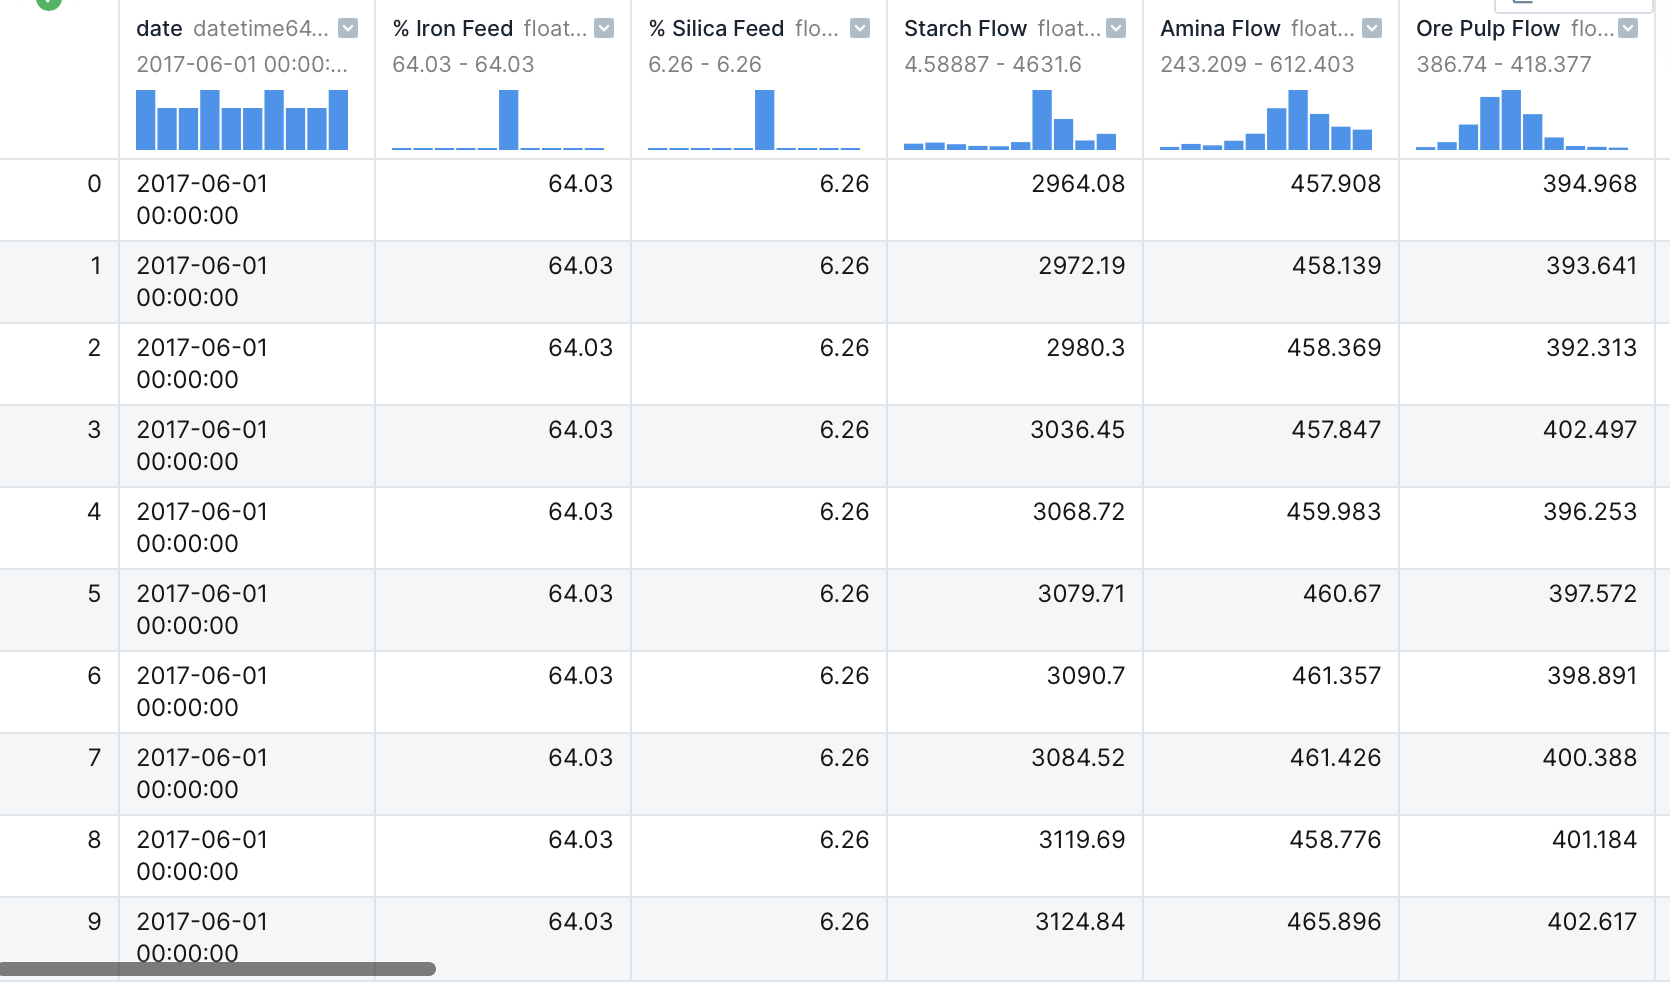 date datetime64... % Iron Feed float... % Silica Feed flo... Starch Flow float... Amina Flow float... Ore Pulp Flow flo...
2017-06-01 00:00:... 64.03 - 64.03 6.26 - 6.26 4.58887 - 4631.6 243.209 - 612.403 386.74 - 418.377
0 2017-06-01 64.03 6.26 2964.08 457.908 394.968
00:00:00
1 2017-06-01 64.03 6.26 2972.19 458.139 393.641
00:00:00
2 2017-06-01 64.03 6.26 2980.3 458.369 392.313
00:00:00
3 2017-06-01 64.03 6.26 3036.45 457.847 402.497
00:00:00
4 2017-06-01 64.03 6.26 3068.72 459.983 396.253
00:00:00
5 2017-06-01 64.03 6.26 3079.71 460.67 397.572
00:00:00
6 2017-06-01 64.03 6.26 3090.7 461.357 398.891
00:00:00
7 2017-06-01 64.03 6.26 3084.52 461.426 400.388
00:00:00
8 2017-06-01 64.03 6.26 3119.69 458.776 401.184
00:00:00
9 2017-06-01 64.03 6.26 3124.84 465.896 402.617
00:00:00